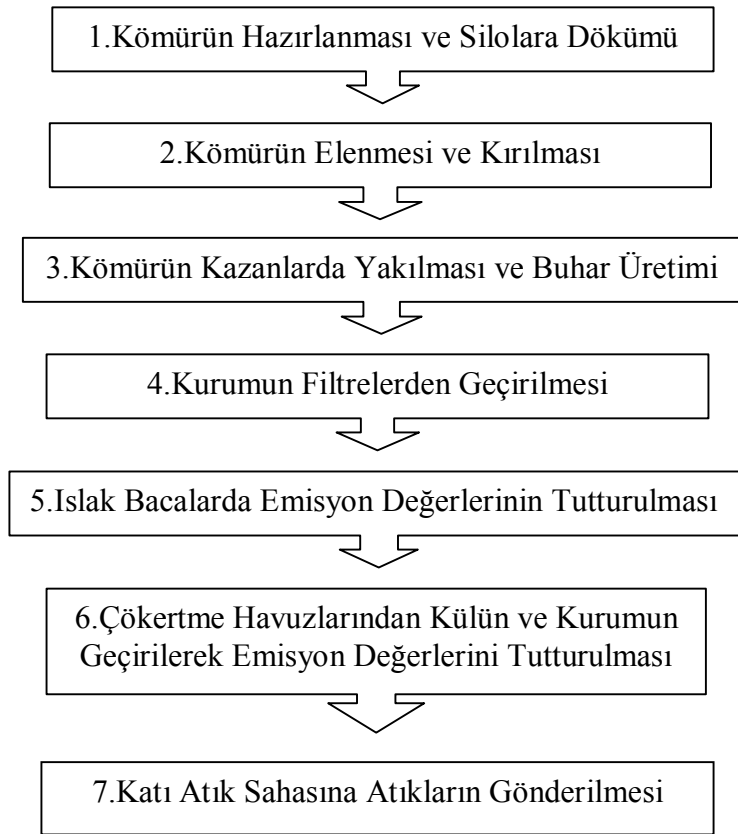 1.Kömürün Hazırlanması ve Silolara Dökümü
2.Kömürün Elenmesi ve Kırılması
3.Kömürün Kazanlarda Yakılması ve Buhar Üretimi
4.Kurumun Filtrelerden Geçirilmesi
5.Islak Bacalarda Emisyon Değerlerinin Tutturulması
6.Çökertme Havuzlarından Külün ve Kurumun
Geçirilerek Emisyon Değerlerini Tutturulması
7.Katı Atık Sahasına Atıkların Gönderilmesi